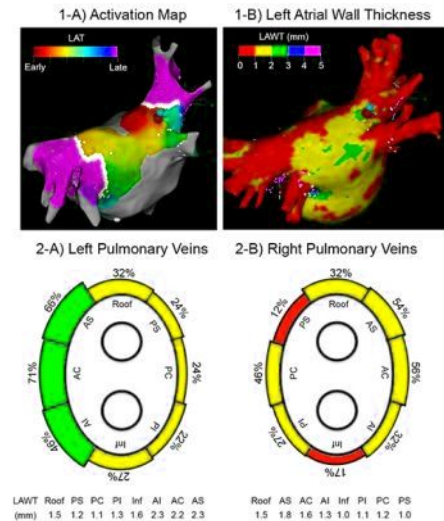 1-A) Activation Map
1-B) Left Atrial Wall Thickness
LAT
Early
Late
LAWT (mm)
0 1 2 3 4 5
2-A) Left Pulmonary Veins
2-B) Right Pulmonary Veins
32%
66%
24%
Roof
AS
PS
71%
AC
PC
24%
AI
PI
46%
22%
Inf
27%
32%
12%
54%
Roof
PS
AS
46%
PC
AC
56%
PI
AI
27%
32%
Inf
17%
LAWT Roof PS PC PI Inf AI AC AS
(mm) 1.5 1.2 1.1 1.3 1.6 2.3 2.2 2.3
Roof AS AC AI Inf PI PC PS
1.5 1.8 1.6 1.3 1.0 1.1 1.2 1.0